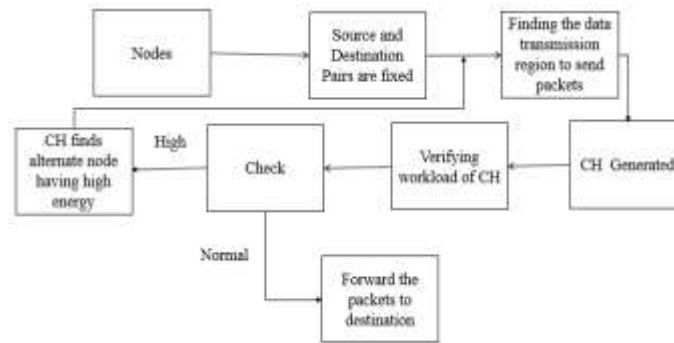 Nodes
Source and
Destination
Pairs are fixed
Finding the data
transmission
region to send
packets
CH finds
alternate node
having high
energy
High
Check
Verifying
workload of CH
CH Generated
Normal
Forward the
packets to
destination